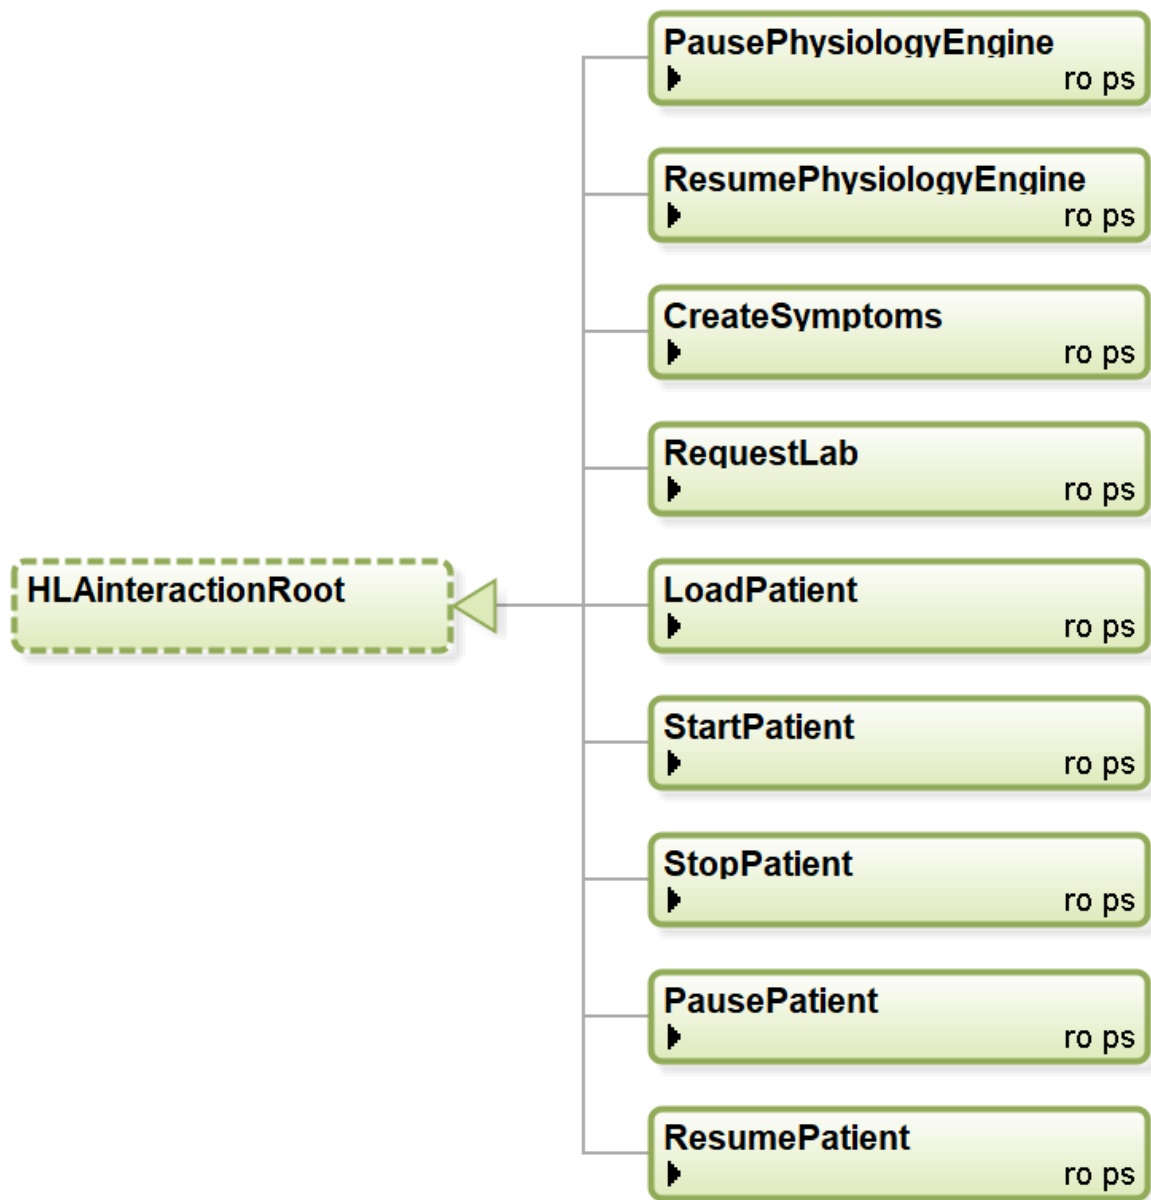 PausePhysiologyEngine
ro ps
ResumePhysiologyEngine
ro ps
CreateSymptoms
ro ps
RequestLab
ro ps
HLAinteractionRoot
LoadPatient
ro ps
StartPatient
ro ps
StopPatient
ro ps
PausePatient
ro ps
ResumePatient
ro ps